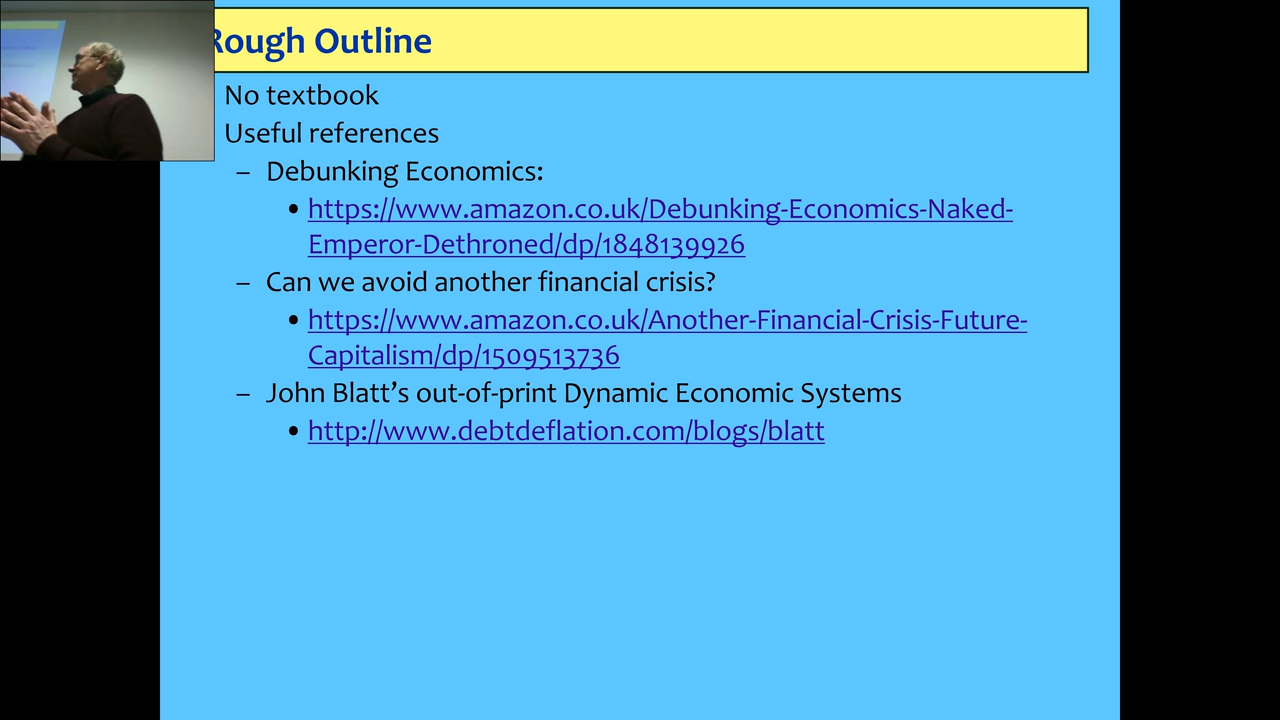 Rough Outline
No textbook
Useful references
– Debunking Economics:
• https://www.amazon.co.uk/Debunking-Economics-Naked-
Emperor-Dethroned/dp/1848139926
– Can we avoid another financial crisis?
• https://www.amazon.co.uk/Another-Financial-Crisis-Future-
Capitalism/dp/1509513736
– John Blatt’s out-of-print Dynamic Economic Systems
• http://www.debtdeflation.com/blogs/blatt